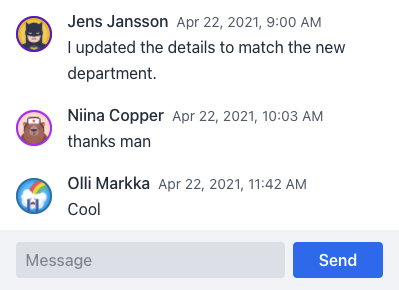 Jens Jansson Apr 22, 2021, 9:00 AM
I updated the details to match the new
department.
Niina Copper Apr 22, 2021, 10:03 AM
thanks man
Olli Markka Apr 22, 2021, 11:42 AM
Cool
Message Send